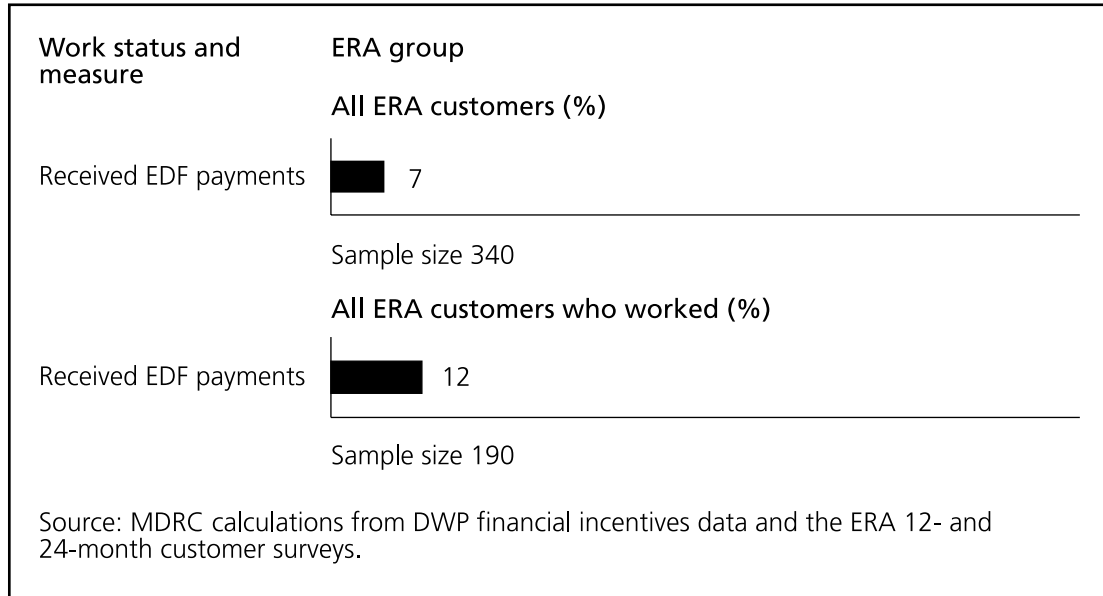 Work status and
measure
ERA group
All ERA customers (%)
Received EDF payments
7
Sample size 340
All ERA customers who worked (%)
Received EDF payments
12
Sample size 190
Source: MDRC calculations from DWP financial incentives data and the ERA 12- and
24-month customer surveys.